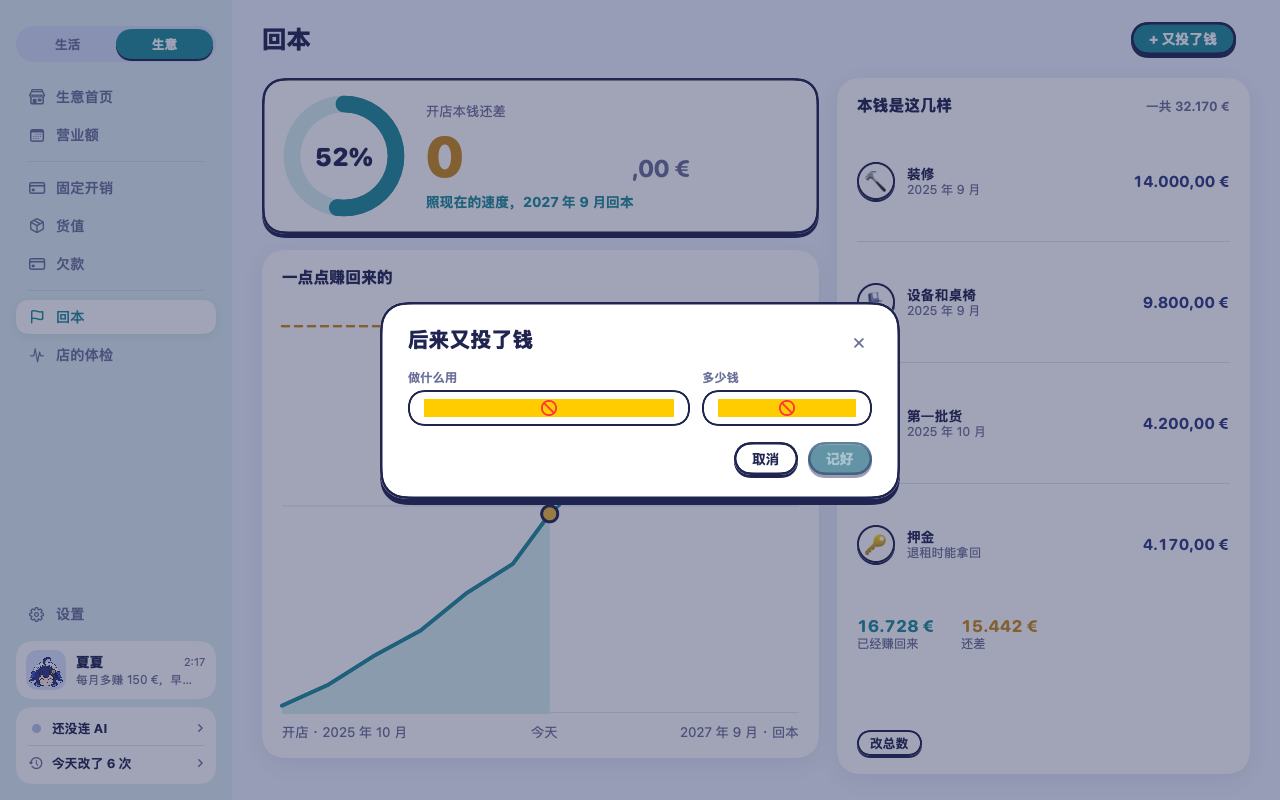 生活
生意
生意首页
营业额
固定开销
货值
欠款
回本
店的体检
设置
夏夏
2:17
每月多赚 150 €，早...
还没连 AI
今天改了 6 次
回本
+ 又投了钱
52%
开店本钱还差
0
,00 €
照现在的速度，2027 年 9 月回本
一点点赚回来的
开店 · 2025 年 10 月
今天
2027 年 9 月 · 回本
本钱是这几样
一共 32.170 €
装修
2025 年 9 月
14.000,00 €
设备和桌椅
2025 年 9 月
9.800,00 €
第一批货
2025 年 10 月
4.200,00 €
押金
退租时能拿回
4.170,00 €
16.728 €
已经赚回来
15.442 €
还差
改总数
后来又投了钱
×
做什么用
多少钱
取消
记好